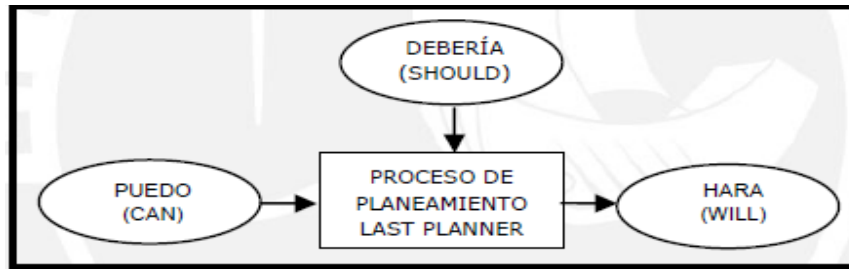 DEBERÍA
(SHOULD)
PUEDO
(CAN)
PROCESO DE
PLANEAMIENTO
LAST PLANNER
HARA
(WILL)